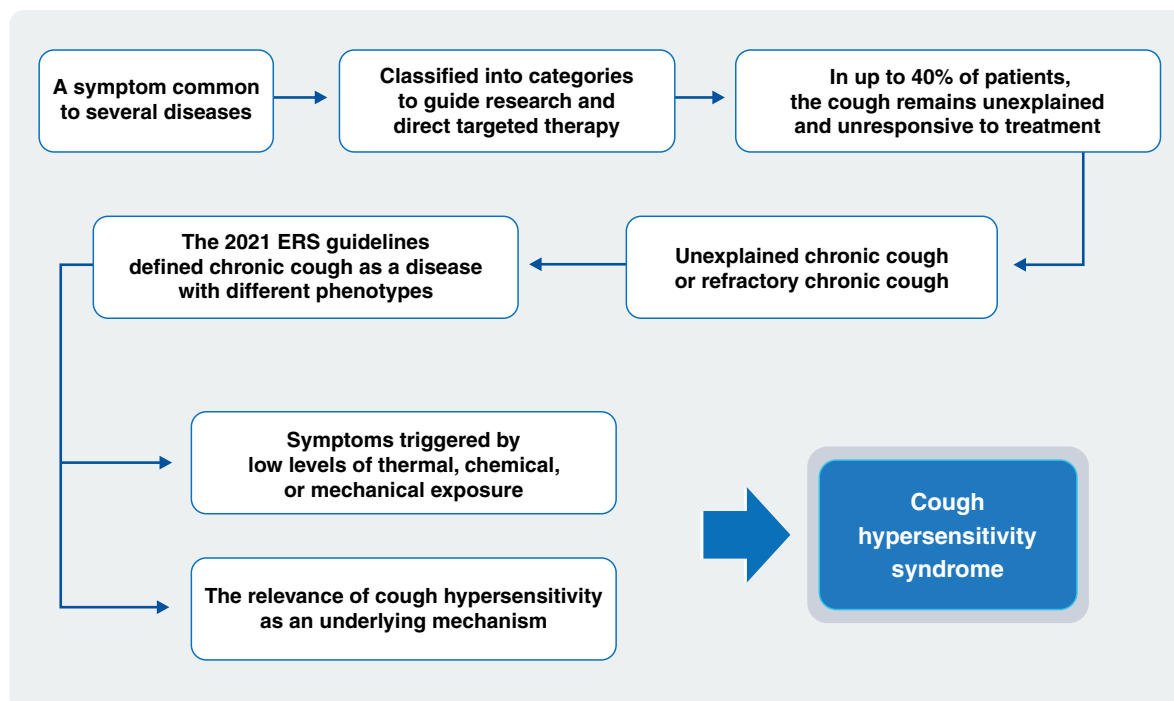 A symptom common
to several diseases
Classified into categories
to guide research and
direct targeted therapy
In up to 40% of patients,
the cough remains unexplained
and unresponsive to treatment
Unexplained chronic cough
or refractory chronic cough
The 2021 ERS guidelines
defined chronic cough as a disease
with different phenotypes
Symptoms triggered by
low levels of thermal, chemical,
or mechanical exposure
The relevance of cough hypersensitivity
as an underlying mechanism
Cough
hypersensitivity
syndrome